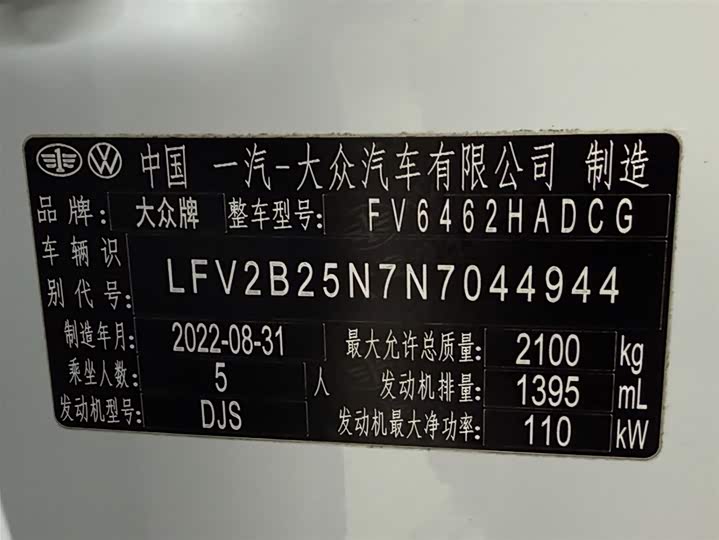 中国 一汽-大众汽车有限公司 制造
品牌: 大众牌 整车型号: FV6462HADCG
车辆识别代号: LFV2B25N7N7044944
制造年月: 2022-08-31 最大允许总质量: 2100 kg
乘坐人数: 5 人 发动机排量: 1395 mL
发动机型号: DJS 发动机最大净功率: 110 kW